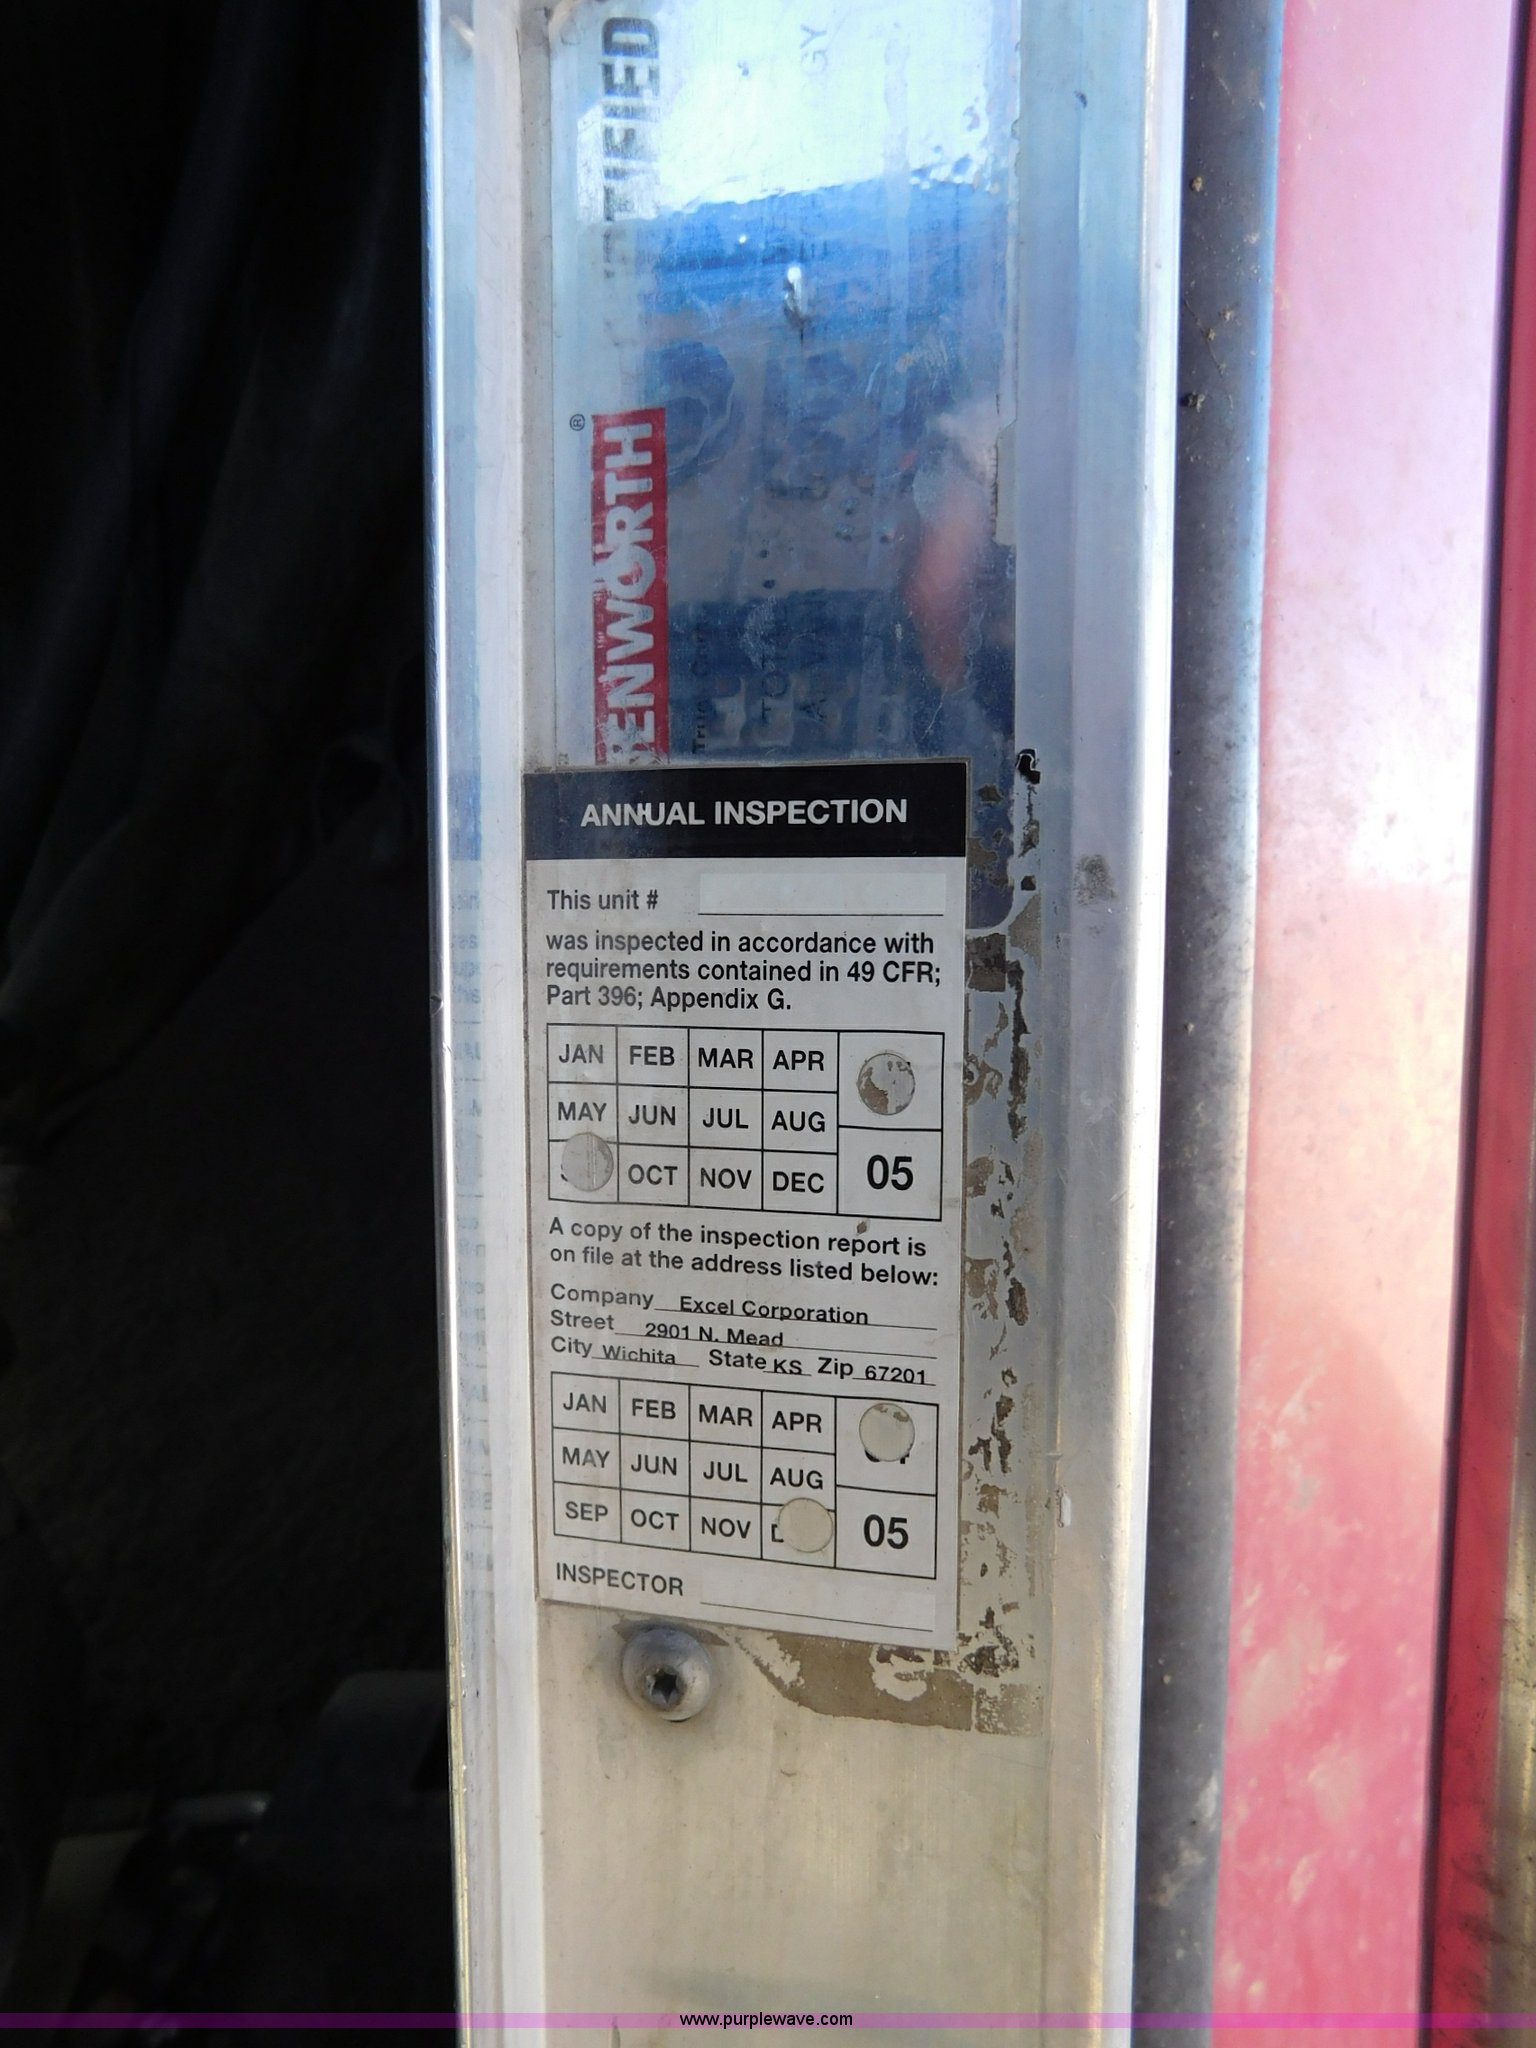 CERTIFIED
KENWORTH®
ANNUAL INSPECTION
This unit #
was inspected in accordance with
requirements contained in 49 CFR;
Part 396; Appendix G.
JAN FEB MAR APR
MAY JUN JUL AUG
OCT NOV DEC 05
A copy of the inspection report is
on file at the address listed below:
Company Excel Corporation
Street 2901 N. Mead
City Wichita State KS Zip 67201
JAN FEB MAR APR
MAY JUN JUL AUG
SEP OCT NOV 05
INSPECTOR
www.purplewave.com